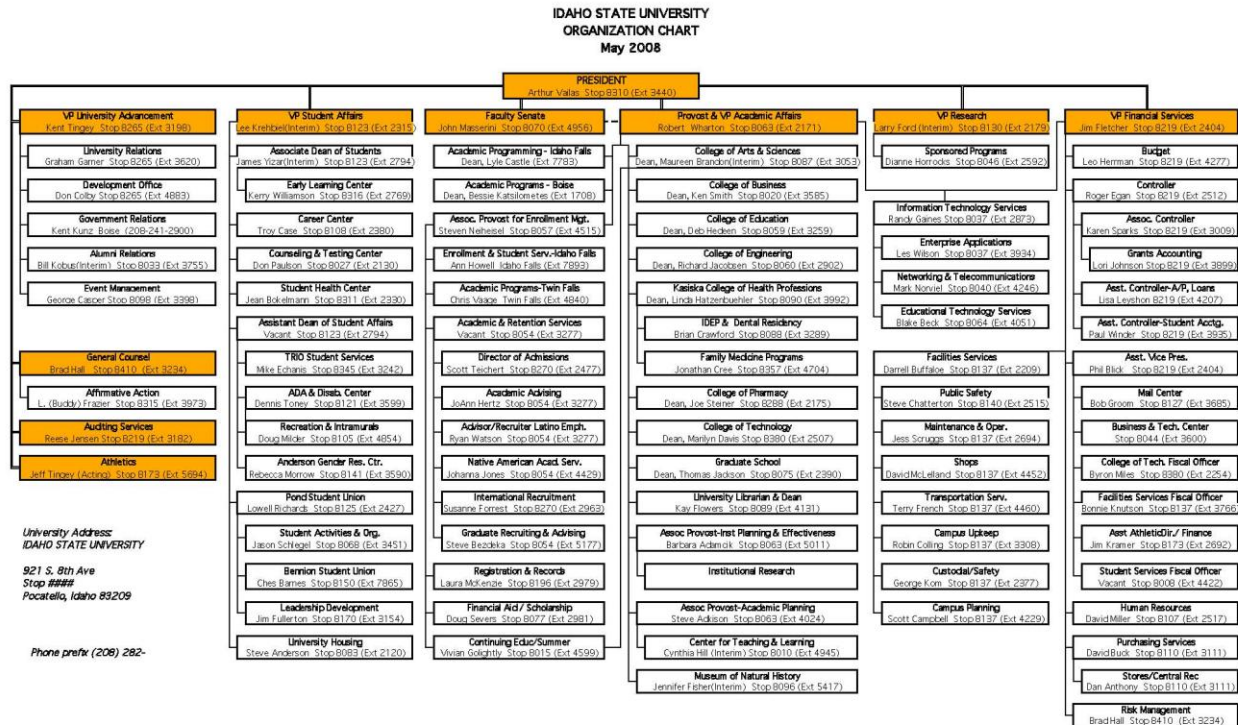 IDAHO STATE UNIVERSITY
ORGANIZATION CHART
May 2008
PRESIDENT
Arthur Vailas Stop 8310 (Ext 3440)
VP University Advancement
Kent Tingey Stop 8265 (Ext 3198)
University Relations
Graham Garner Stop 8265 (Ext 3620)
Development Office
Don Colby Stop 8265 (Ext 4883)
Government Relations
Kent Kunz Boise (208-241-2900)
Alumni Relations
Bill Kobus(Interim) Stop 8033 (Ext 3755)
Event Management
George Casper Stop 8098 (Ext 3398)
General Counsel
Brad Hall Stop 8410 (Ext 3234)
Affirmative Action
L. (Buddy) Frazier Stop 8315 (Ext 3973)
Auditing Services
Reese Jensen Stop 8219 (Ext 3182)
Athletics
Jeff Tingey (Acting) Stop 8173 (Ext 5694)
University Address:
IDAHO STATE UNIVERSITY
921 S. 8th Ave
Stop ####
Pocatello, Idaho 83209
Phone prefix (208) 282-
VP Student Affairs
Lee Krehbiel(Interim) Stop 8123 (Ext 2315)
Associate Dean of Students
James Yizar(Interim) Stop 8123 (Ext 2794)
Early Learning Center
Kerry Williamson Stop 8316 (Ext 2769)
Career Center
Troy Case Stop 8108 (Ext 2380)
Counseling & Testing Center
Don Paulson Stop 8027 (Ext 2130)
Student Health Center
Jean Bokelmann Stop 8311 (Ext 2330)
Assistant Dean of Student Affairs
Vacant Stop 8123 (Ext 2794)
TRIO Student Services
Mike Echanis Stop 8345 (Ext 3242)
ADA & Disab. Center
Dennis Toney Stop 8121 (Ext 3599)
Recreation & Intramurals
Doug Milder Stop 8105 (Ext 4854)
Anderson Gender Res. Ctr.
Rebecca Morrow Stop 8141 (Ext 3590)
Pond Student Union
Lowell Richards Stop 8125 (Ext 2427)
Student Activities & Org.
Jason Schlegel Stop 8068 (Ext 3451)
Bennion Student Union
Ches Barnes Stop 8150 (Ext 7865)
Leadership Development
Jim Fullerton Stop 8170 (Ext 3154)
University Housing
Steve Anderson Stop 8083 (Ext 2120)
Faculty Senate
John Masserini Stop 8070 (Ext 4956)
Academic Programming - Idaho Falls
Dean, Lyle Castle (Ext 7783)
Academic Programs - Boise
Dean, Bessie Katsilometes (Ext 1708)
Assoc. Provost for Enrollment Mgt.
Steven Neiheisel Stop 8057 (Ext 4515)
Enrollment & Student Serv.-Idaho Falls
Ann Howell Idaho Falls (Ext 7893)
Academic Programs-Twin Falls
Chris Vaage Twin Falls (Ext 4840)
Academic & Retention Services
Vacant Stop 8054 (Ext 3277)
Director of Admissions
Scott Teichert Stop 8270 (Ext 2477)
Academic Advising
JoAnn Hertz Stop 8054 (Ext 3277)
Advisor/Recruiter Latino Emph.
Ryan Watson Stop 8054 (Ext 3277)
Native American Acad. Serv.
Johanna Jones Stop 8054 (Ext 4429)
International Recruitment
Susanne Forrest Stop 8270 (Ext 2963)
Graduate Recruiting & Advising
Steve Bezdeka Stop 8054 (Ext 5177)
Registration & Records
Laura McKenzie Stop 8196 (Ext 2979)
Financial Aid / Scholarship
Doug Severs Stop 8077 (Ext 2981)
Continuing Educ/Summer
Vivian Golightly Stop 8015 (Ext 4599)
Provost & VP Academic Affairs
Robert Wharton Stop 8063 (Ext 2171)
College of Arts & Sciences
Dean, Maureen Brandon(Interim) Stop 8087 (Ext 3053)
College of Business
Dean, Ken Smith Stop 8020 (Ext 3585)
College of Education
Dean, Deb Hedeen Stop 8059 (Ext 3259)
College of Engineering
Dean, Richard Jacobsen Stop 8060 (Ext 2902)
Kasiska College of Health Professions
Dean, Linda Hatzenbuehler Stop 8090 (Ext 3992)
IDEP & Dental Residency
Brian Crawford Stop 8088 (Ext 3289)
Family Medicine Programs
Jonathan Cree Stop 8357 (Ext 4704)
College of Pharmacy
Dean, Joe Steiner Stop 8288 (Ext 2175)
College of Technology
Dean, Marilyn Davis Stop 8380 (Ext 2507)
Graduate School
Dean, Thomas Jackson Stop 8075 (Ext 2390)
University Librarian & Dean
Kay Flowers Stop 8089 (Ext 4131)
Assoc Provost-Inst Planning & Effectiveness
Barbara Adamcik Stop 8063 (Ext 5011)
Institutional Research
Assoc Provost-Academic Planning
Steve Adkison Stop 8063 (Ext 4024)
Center for Teaching & Learning
Cynthia Hill (Interim) Stop 8010 (Ext 4945)
Museum of Natural History
Jennifer Fisher(Interim) Stop 8096 (Ext 5417)
VP Research
Larry Ford (Interim) Stop 8130 (Ext 2179)
Sponsored Programs
Dianne Horrocks Stop 8046 (Ext 2592)
Information Technology Services
Randy Gaines Stop 8037 (Ext 2873)
Enterprise Applications
Les Wilson Stop 8037 (Ext 3934)
Networking & Telecommunications
Mark Norviel Stop 8040 (Ext 4246)
Educational Technology Services
Blake Beck Stop 8064 (Ext 4051)
Facilities Services
Darrell Buffaloe Stop 8137 (Ext 2209)
Public Safety
Steve Chatterton Stop 8140 (Ext 2515)
Maintenance & Oper.
Jess Scruggs Stop 8137 (Ext 2694)
Shops
David McLelland Stop 8137 (Ext 4452)
Transportation Serv.
Terry French Stop 8137 (Ext 4460)
Campus Upkeep
Robin Colling Stop 8137 (Ext 3308)
Custodial/Safety
George Kom Stop 8137 (Ext 2377)
Campus Planning
Scott Campbell Stop 8137 (Ext 4229)
VP Financial Services
Jim Fletcher Stop 8219 (Ext 2404)
Budget
Leo Herrman Stop 8219 (Ext 4277)
Controller
Roger Egan Stop 8219 (Ext 2512)
Assoc. Controller
Karen Sparks Stop 8219 (Ext 3009)
Grants Accounting
Lori Johnson Stop 8219 (Ext 3899)
Asst. Controller-A/P, Loans
Lisa Leyshon 8219 (Ext 4207)
Asst. Controller-Student Acctg.
Paul Winder Stop 8219 (Ext 3935)
Asst. Vice Pres.
Phil Blick Stop 8219 (Ext 2404)
Mail Center
Bob Groom Stop 8127 (Ext 3685)
Business & Tech. Center
Stop 8044 (Ext 3600)
College of Tech. Fiscal Officer
Byron Miles Stop 8380 (Ext 2254)
Facilities Services Fiscal Officer
Bonnie Knutson Stop 8137 (Ext 3766)
Asst AthleticDir./ Finance
Jim Kramer Stop 8173 (Ext 2692)
Student Services Fiscal Officer
Vacant Stop 8008 (Ext 4422)
Human Resources
David Miller Stop 8107 (Ext 2517)
Purchasing Services
David Buck Stop 8110 (Ext 3111)
Stores/Central Rec
Dan Anthony Stop 8110 (Ext 3111)
Risk Management
Brad Hall Stop 8410 (Ext 3234)